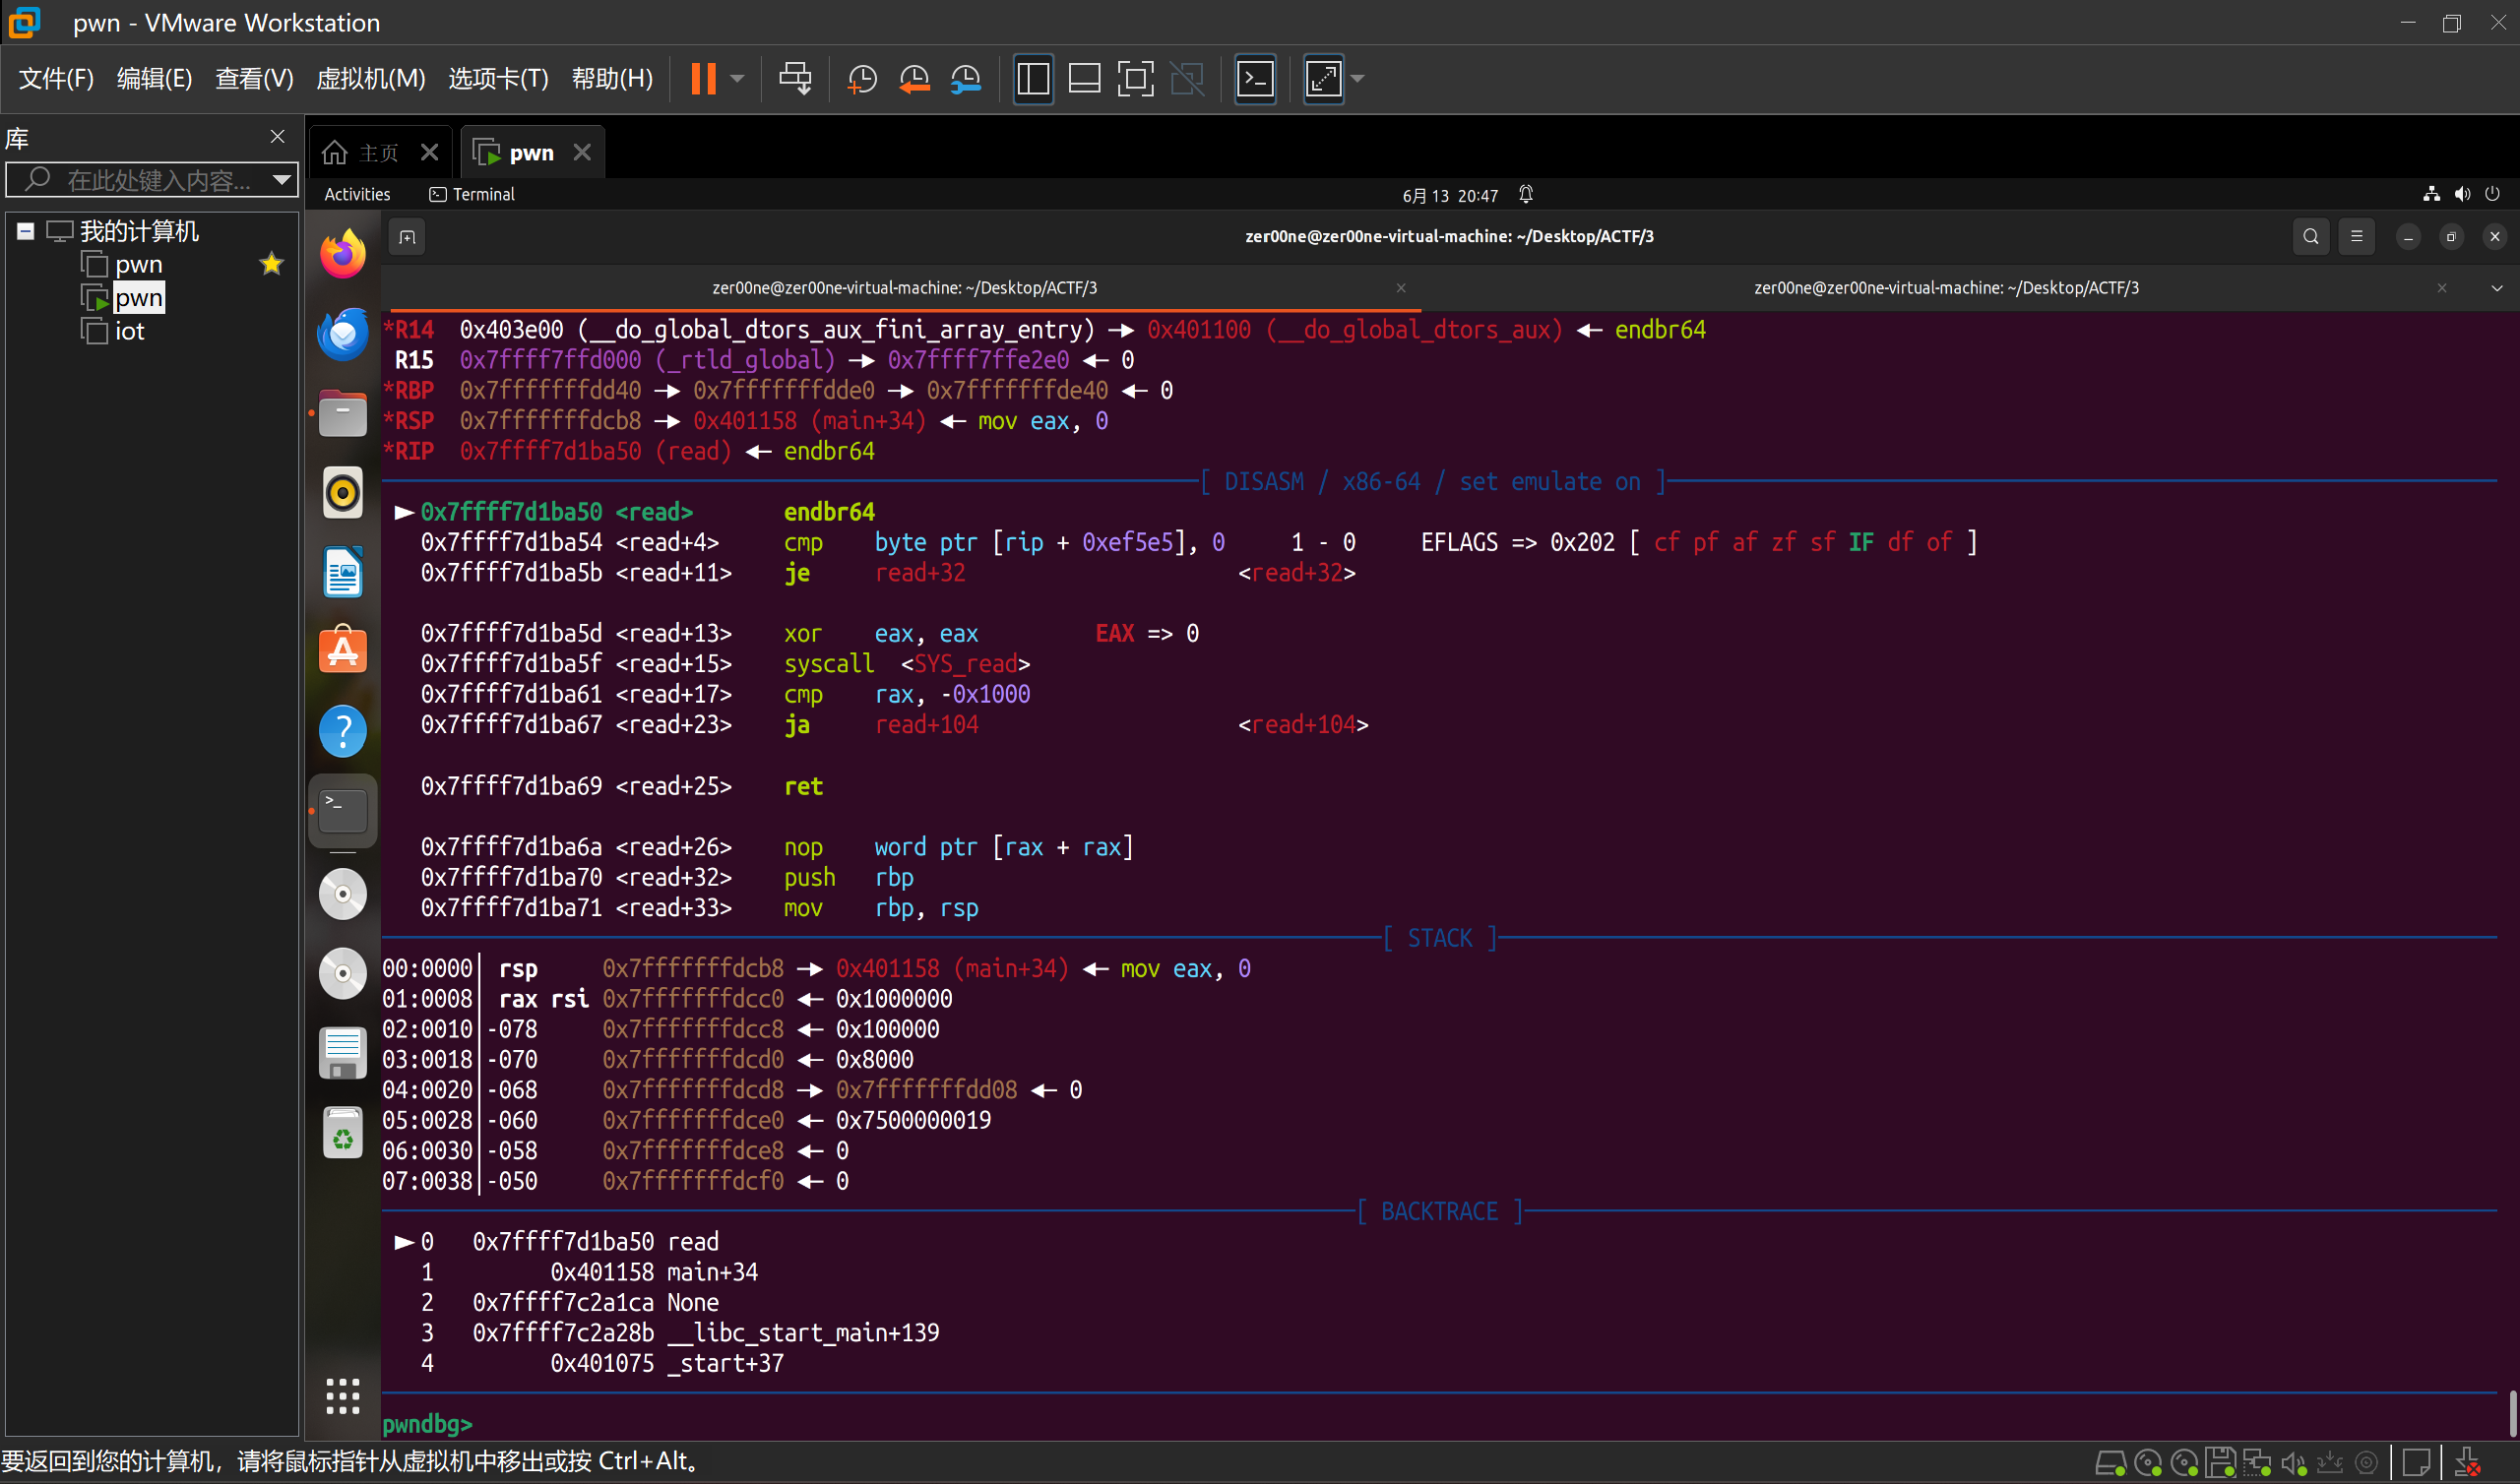 pwn - VMware Workstation
文件(F) 编辑(E) 查看(V) 虚拟机(M) 选项卡(T) 帮助(H)
库
在此处键入内容...
我的计算机
pwn
pwn
iot
主页 pwn
Activities Terminal 6月 13 20:47
zer00ne@zer00ne-virtual-machine: ~/Desktop/ACTF/3
zer00ne@zer00ne-virtual-machine: ~/Desktop/ACTF/3 zer00ne@zer00ne-virtual-machine: ~/Desktop/ACTF/3
*R14 0x403e00 (__do_global_dtors_aux_fini_array_entry) —▸ 0x401100 (__do_global_dtors_aux) ◂— endbr64
R15 0x7ffff7ffd000 (_rtld_global) —▸ 0x7ffff7ffe2e0 ◂— 0
*RBP 0x7fffffffdd40 —▸ 0x7fffffffdde0 —▸ 0x7fffffffde40 ◂— 0
*RSP 0x7fffffffdcb8 —▸ 0x401158 (main+34) ◂— mov eax, 0
*RIP 0x7ffff7d1ba50 (read) ◂— endbr64
[ DISASM / x86-64 / set emulate on ]
► 0x7ffff7d1ba50 <read> endbr64
0x7ffff7d1ba54 <read+4> cmp byte ptr [rip + 0xef5e5], 0 1 - 0 EFLAGS => 0x202 [ cf pf af zf sf IF df of ]
0x7ffff7d1ba5b <read+11> je read+32 <read+32>
0x7ffff7d1ba5d <read+13> xor eax, eax EAX => 0
0x7ffff7d1ba5f <read+15> syscall <SYS_read>
0x7ffff7d1ba61 <read+17> cmp rax, -0x1000
0x7ffff7d1ba67 <read+23> ja read+104 <read+104>
0x7ffff7d1ba69 <read+25> ret
0x7ffff7d1ba6a <read+26> nop word ptr [rax + rax]
0x7ffff7d1ba70 <read+32> push rbp
0x7ffff7d1ba71 <read+33> mov rbp, rsp
[ STACK ]
00:0000│ rsp 0x7fffffffdcb8 —▸ 0x401158 (main+34) ◂— mov eax, 0
01:0008│ rax rsi 0x7fffffffdcc0 ◂— 0x1000000
02:0010│-078 0x7fffffffdcc8 ◂— 0x100000
03:0018│-070 0x7fffffffdcd0 ◂— 0x8000
04:0020│-068 0x7fffffffdcd8 —▸ 0x7fffffffdd08 ◂— 0
05:0028│-060 0x7fffffffdce0 ◂— 0x7500000019
06:0030│-058 0x7fffffffdce8 ◂— 0
07:0038│-050 0x7fffffffdcf0 ◂— 0
[ BACKTRACE ]
► 0 0x7ffff7d1ba50 read
1 0x401158 main+34
2 0x7ffff7c2a1ca None
3 0x7ffff7c2a28b __libc_start_main+139
4 0x401075 _start+37
pwndbg>
要返回到您的计算机，请将鼠标指针从虚拟机中移出或按 Ctrl+Alt。